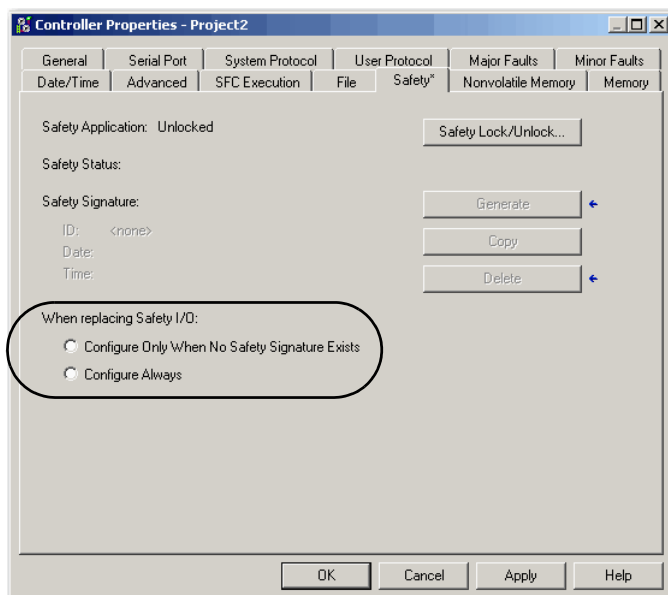 Controller Properties - Project2
General Serial Port System Protocol User Protocol Major Faults Minor Faults
Date/Time Advanced SFC Execution File Safety* Nonvolatile Memory Memory
Safety Application: Unlocked
Safety Lock/Unlock...
Safety Status:
Safety Signature:
Generate
ID: <none>
Copy
Date:
Time:
Delete
When replacing Safety I/O:
Configure Only When No Safety Signature Exists
Configure Always
OK Cancel Apply Help